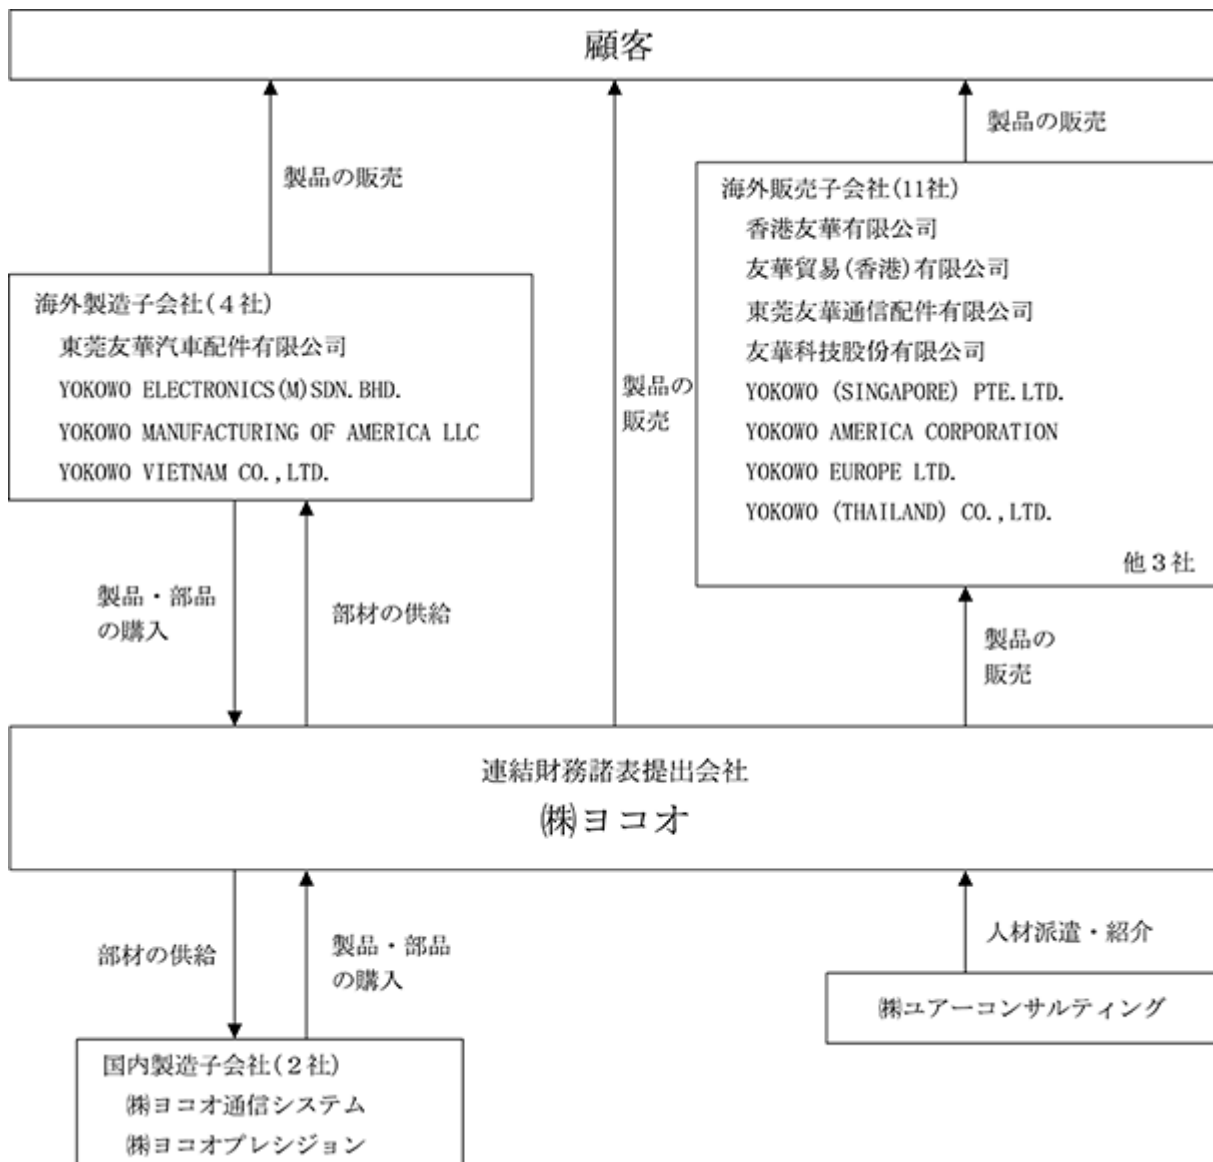 顧客
製品の販売
製品の販売
海外製造子会社(４社)
東莞友華汽車配件有限公司
YOKOWO ELECTRONICS(M)SDN.BHD.
YOKOWO MANUFACTURING OF AMERICA LLC
YOKOWO VIETNAM CO.,LTD.
製品の
販売
海外販売子会社(11社)
香港友華有限公司
友華貿易(香港)有限公司
東莞友華通信配件有限公司
友華科技股份有限公司
YOKOWO (SINGAPORE) PTE.LTD.
YOKOWO AMERICA CORPORATION
YOKOWO EUROPE LTD.
YOKOWO (THAILAND) CO.,LTD.
他３社
製品・部品
の購入
部材の供給
製品の
販売
連結財務諸表提出会社
㈱ヨコオ
部材の供給
製品・部品
の購入
人材派遣・紹介
㈱ユアーコンサルティング
国内製造子会社(２社)
㈱ヨコオ通信システム
㈱ヨコオプレシジョン